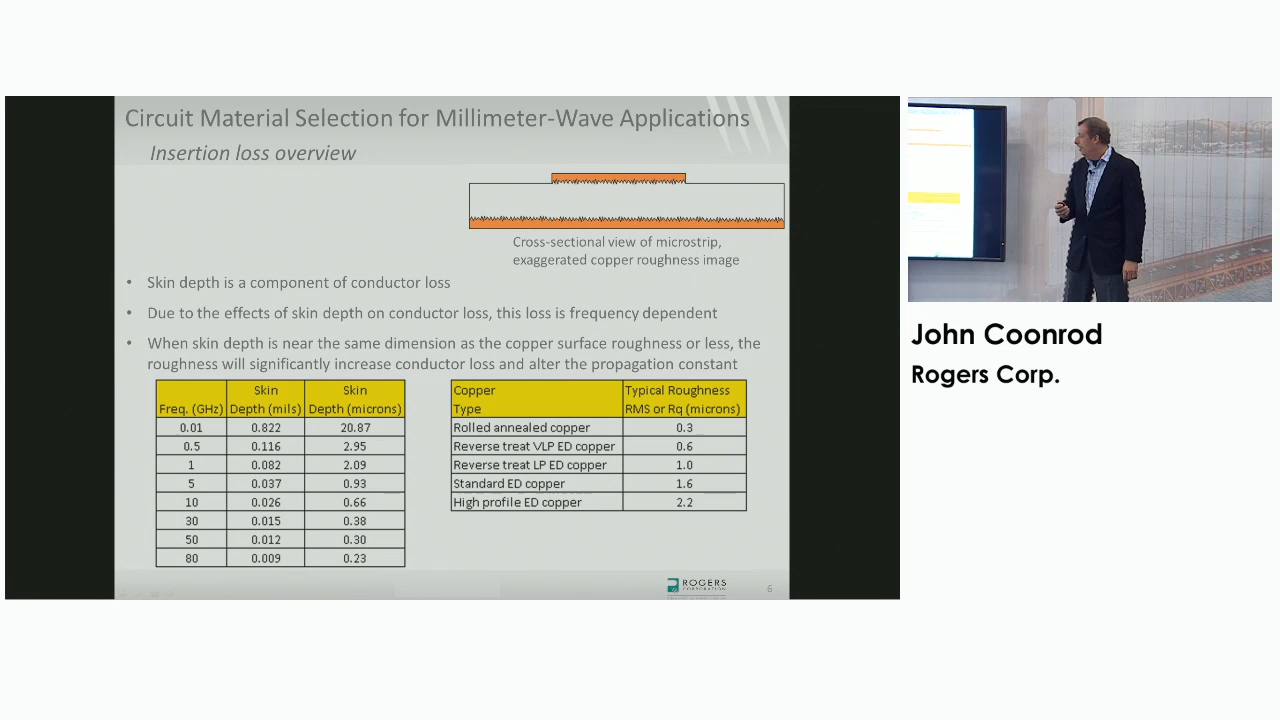 Circuit Material Selection for Millimeter-Wave Applications
Insertion loss overview
Cross-sectional view of microstrip,
exaggerated copper roughness image
• Skin depth is a component of conductor loss
• Due to the effects of skin depth on conductor loss, this loss is frequency dependent
• When skin depth is near the same dimension as the copper surface roughness or less, the
roughness will significantly increase conductor loss and alter the propagation constant
Freq. (GHz) Skin Depth (mils) Skin Depth (microns)
0.01 0.822 20.87
0.5 0.116 2.95
1 0.082 2.09
5 0.037 0.93
10 0.026 0.66
30 0.015 0.38
50 0.012 0.30
80 0.009 0.23
Copper Type Typical Roughness RMS or Rq (microns)
Rolled annealed copper 0.3
Reverse treat VLP ED copper 0.6
Reverse treat LP ED copper 1.0
Standard ED copper 1.6
High profile ED copper 2.2
ROGERS
CORPORATION
6
John Coonrod
Rogers Corp.